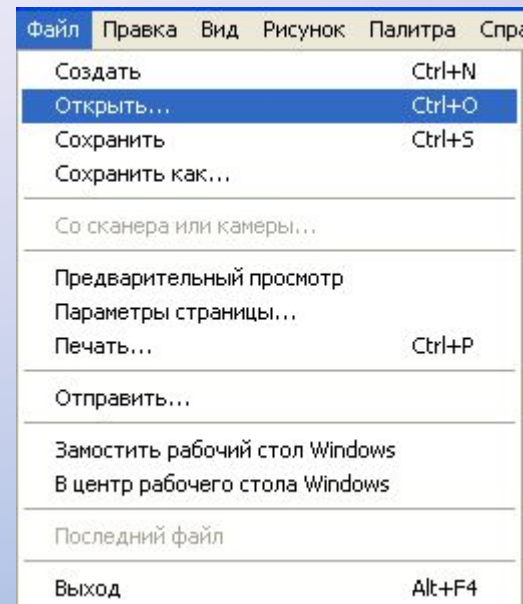 Файл Правка Вид Рисунок Палитра
Создать Ctrl+N
Открыть... Ctrl+O
Сохранить Ctrl+S
Сохранить как...
Со сканера или камеры...
Предварительный просмотр
Параметры страницы...
Печать... Ctrl+P
Отправить...
Замостить рабочий стол Windows
В центр рабочего стола Windows
Последний файл
Выход Alt+F4